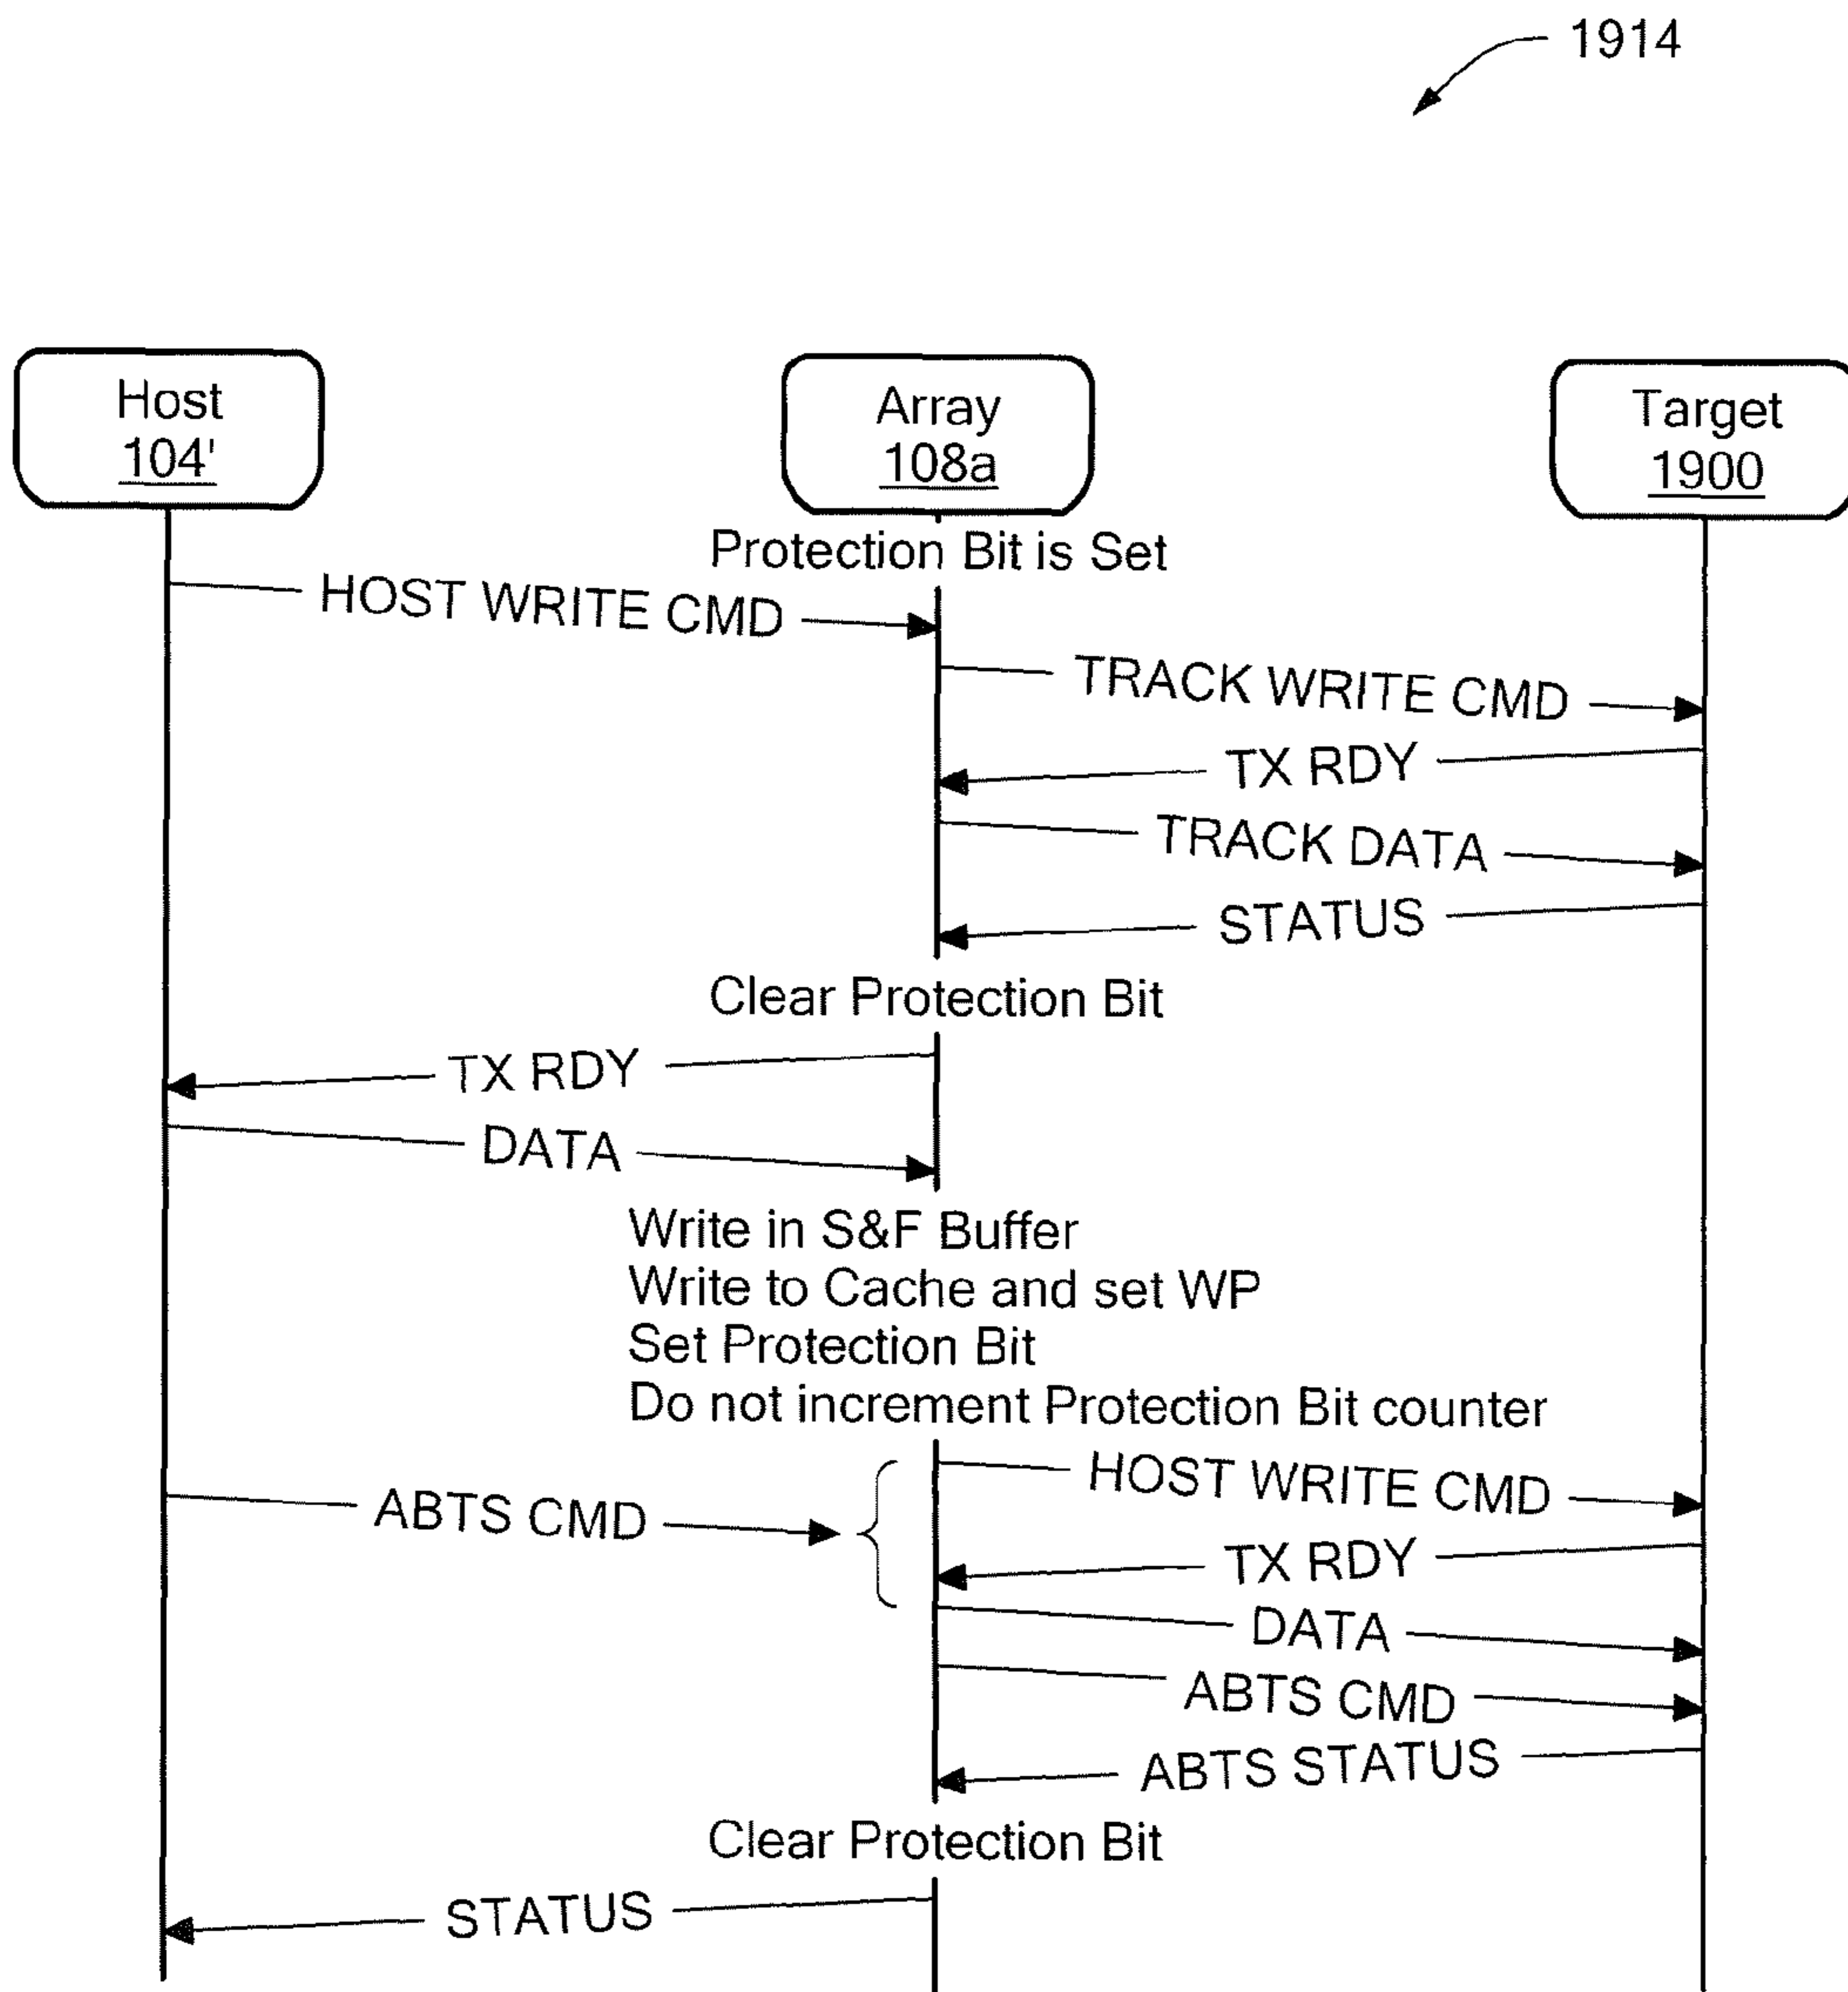 1914
Host
104'
Array
108a
Target
1900
Protection Bit is Set
HOST WRITE CMD
TRACK WRITE CMD
TX RDY
TRACK DATA
STATUS
Clear Protection Bit
TX RDY
DATA
Write in S&F Buffer
Write to Cache and set WP
Set Protection Bit
Do not increment Protection Bit counter
HOST WRITE CMD
ABTS CMD
TX RDY
DATA
ABTS CMD
ABTS STATUS
Clear Protection Bit
STATUS